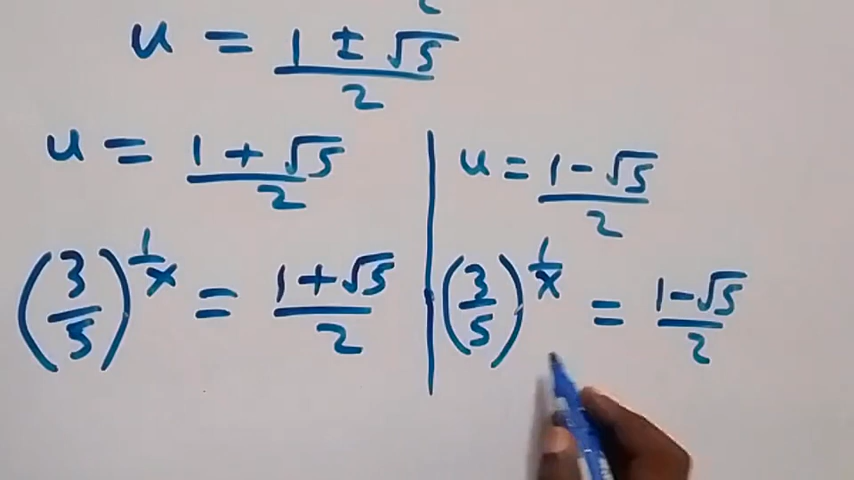 u = (1 ± √5)/2
u = (1 + √5)/2
(3/5)^(1/x) = (1 + √5)/2
u = (1 - √5)/2
(3/5)^(1/x) = (1 - √5)/2